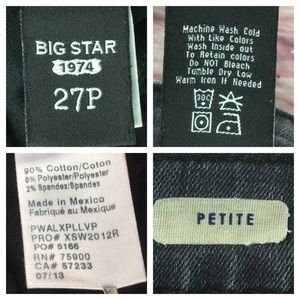 BIG STAR
1974
27P
Machine Wash Cold
With Like Colors
Wash Inside out
To Retain colors
Do NOT Bleach
Tumble Dry Low
Warm Iron If Needed
30C
90% Cotton/Coton
8% Polyester/Polyester
2% Spandex/Spandex
Made in Mexico
Fabriqué au Mexique
PWALXPLLVP
PRO# XSW2012R
PO# 5166
RN# 75900
CA# 57233
07/13
PETITE